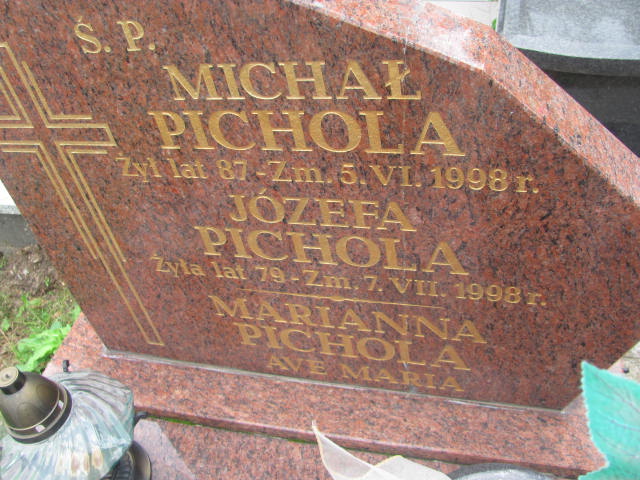 Ś. P.
MICHAŁ
PICHOLA
Żył lat 87 - Zm. 5. VI. 1998 r.
JÓZEFA
PICHOLA
Żyła lat 79 - Zm. 7. VII. 1998 r.
MARIANNA
PICHOLA
AVE MARIA